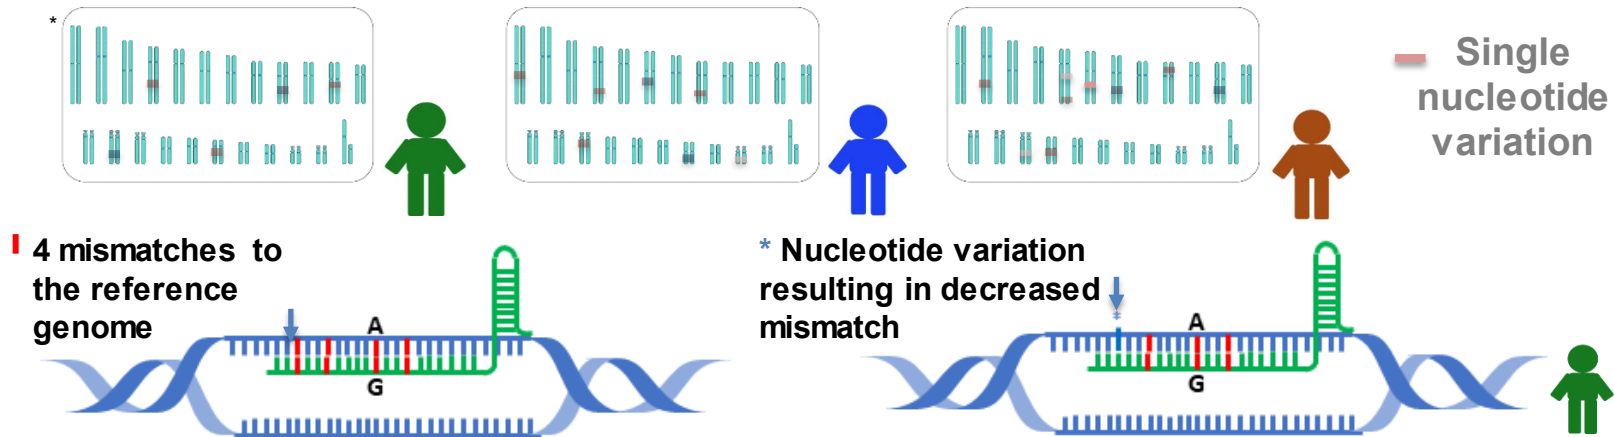 *
Single
nucleotide
variation
4 mismatches to
the reference
genome
A
G
* Nucleotide variation
resulting in decreased
mismatch
*
A
G